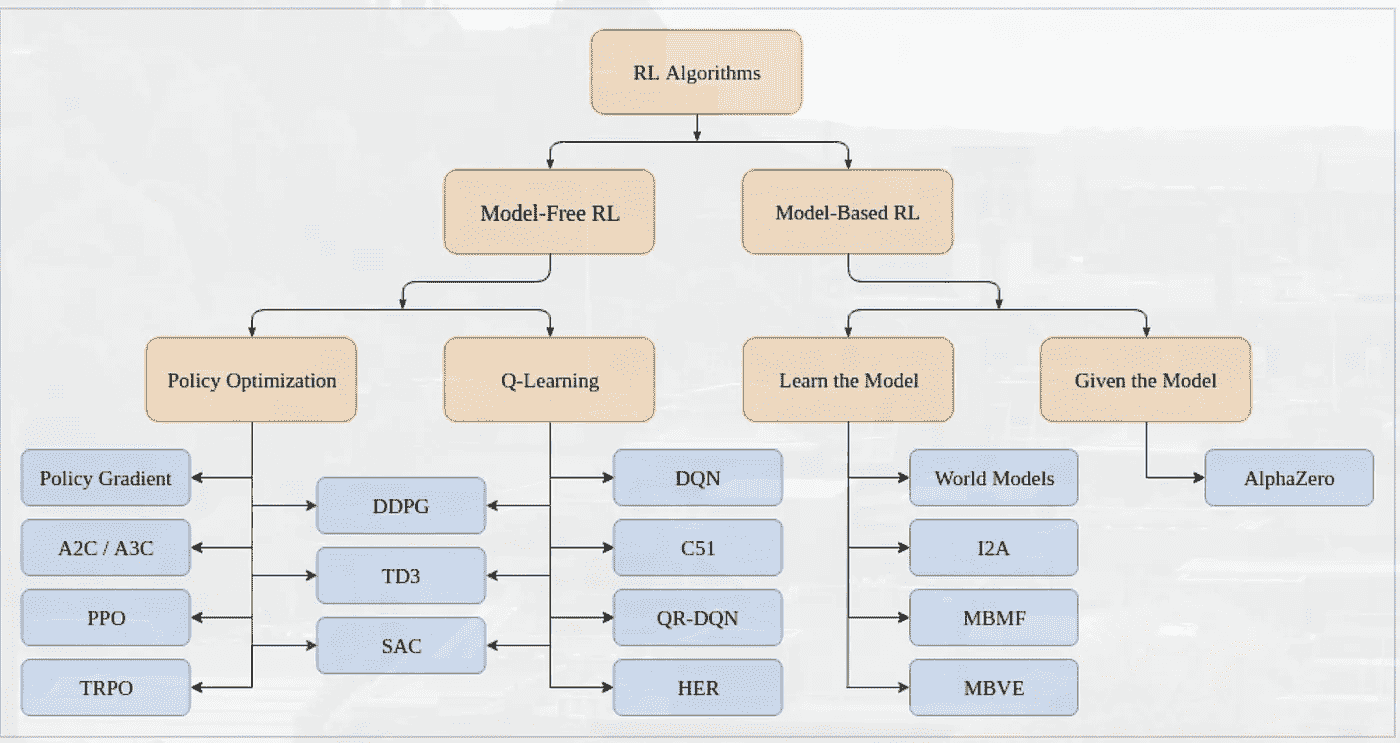 RL Algorithms
Model-Free RL
Model-Based RL
Policy Optimization
Q-Learning
Learn the Model
Given the Model
Policy Gradient
DDPG
DQN
World Models
AlphaZero
A2C / A3C
TD3
C51
I2A
PPO
SAC
QR-DQN
MBMF
TRPO
HER
MBVE